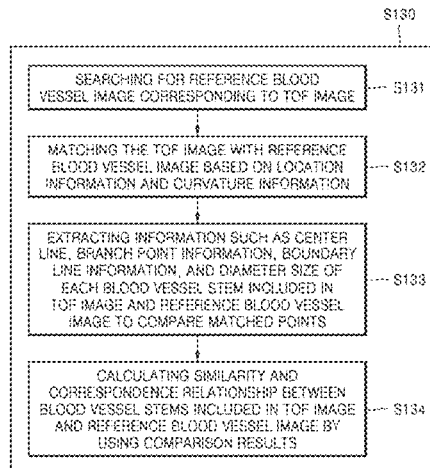 S130
SEARCHING FOR REFERENCE BLOOD
VESSEL IMAGE CORRESPONDING TO TOF IMAGE
S131
MATCHING THE TOF IMAGE WITH REFERENCE
BLOOD VESSEL IMAGE BASED ON LOCATION
INFORMATION AND CURVATURE INFORMATION
S132
EXTRACTING INFORMATION SUCH AS CENTER
LINE, BRANCH POINT INFORMATION, BOUNDARY
LINE INFORMATION, AND DIAMETER SIZE OF
EACH BLOOD VESSEL STEM INCLUDED IN
TOF IMAGE AND REFERENCE BLOOD VESSEL
IMAGE TO COMPARE MATCHED POINTS
S133
CALCULATING SIMILARITY AND
CORRESPONDENCE RELATIONSHIP BETWEEN
BLOOD VESSEL STEMS INCLUDED IN TOF IMAGE
AND REFERENCE BLOOD VESSEL IMAGE BY
USING COMPARISON RESULTS
S134